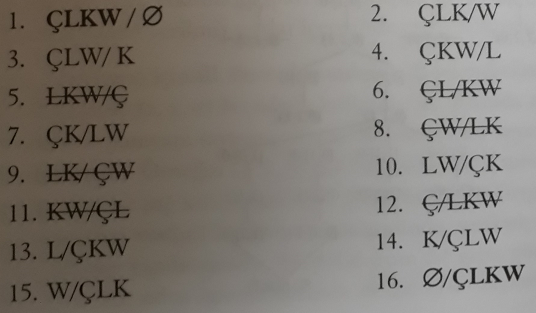 1. ÇLKW / Ø
2. ÇLK/W
3. ÇLW/ K
4. ÇKW/L
5. LKW/Ç
6. ÇL/KW
7. ÇK/LW
8. ÇW/LK
9. LK/ ÇW
10. LW/ÇK
11. KW/ÇL
12. Ç/LKW
13. L/ÇKW
14. K/ÇLW
15. W/ÇLK
16. Ø/ÇLKW